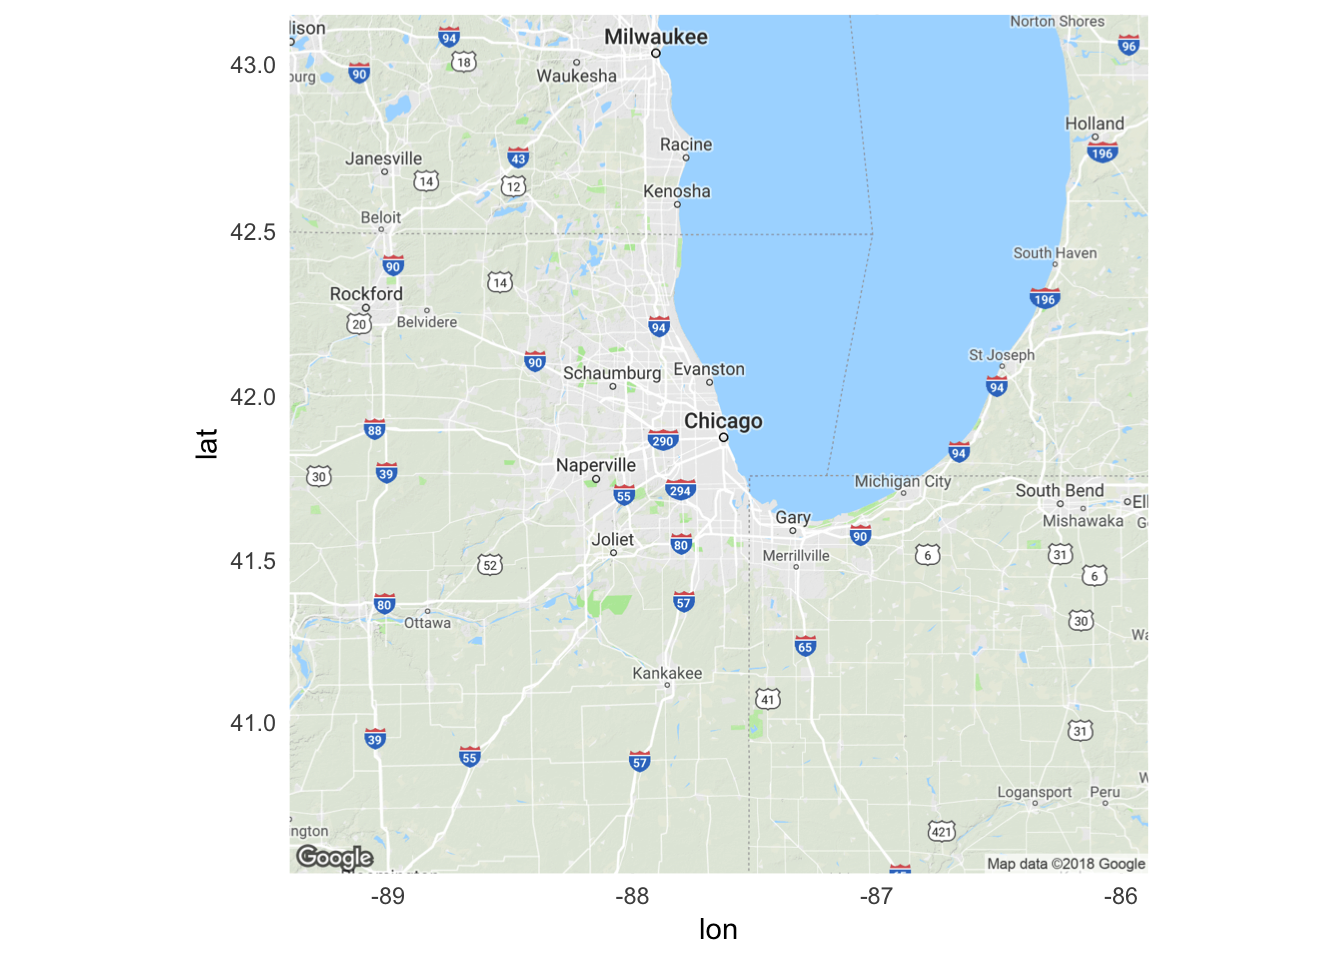 Norton Shores
lison
Milwaukee
94
96
18
43.0
90
Waukesha
burg
Holland
Racine
43
196
Janesville
14
12
Kenosha
Beloit
42.5
South Haven
90
14
Rockford
196
20
Belvidere
94
St Joseph
90
Schaumburg
Evanston
94
42.0
Chicago
88
290
lat
94
Naperville
39
30
Michigan City
55
294
South Bend
Ell
Gary
Mishawaka
G
90
Joliet
80
Merrillville
6
31
41.5
52
6
80
57
Ottawa
30
Wa
65
Kankakee
41
41.0
31
39
55
57
W
Logansport
Peru
ngton
421
Google
Map data ©2018 Google
-89
-88
-87
-86
lon